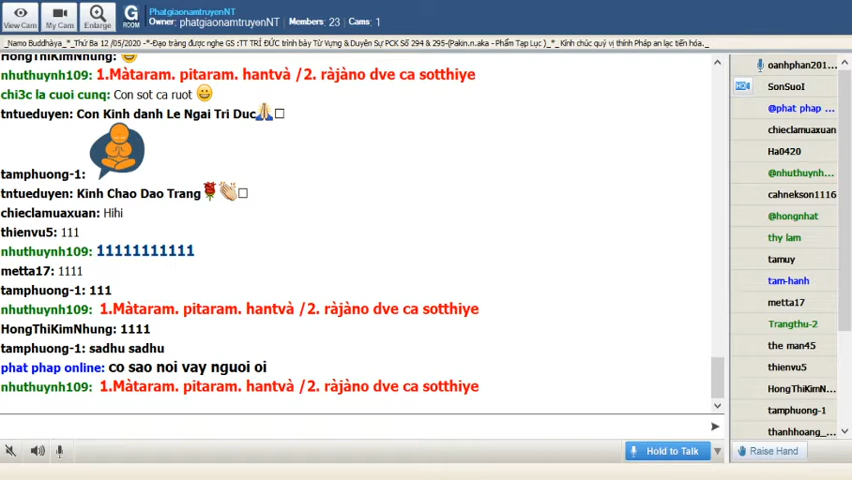 PhatgiaonamtruyenNT
Owner: phatgiaonamtruyenNT Members: 23 Cams: 1
View Cam My Cam Enlarge G ROOM
_Namo Buddhàya_*_Thứ Ba 12 /05/2020 -*-Đạo tràng được nghe GS :TT TRÍ ĐỨC trình bày Từ Vựng &Duyên Sự PCK Số 294 & 295-(Pakin.n.aka - Phẩm Tạp Lục )_*_ Kính chúc quý vị thính Pháp an lạc tiến hóa._
HongThiKimNhung:
nhuthuynh109: 1.Màtaram. pitaram. hantvà /2. ràjàno dve ca sotthiye
chi3c la cuoi cunq: Con sot ca ruot
tntueduyen: Con Kinh danh Le Ngai Tri Duc
tamphuong-1:
tntueduyen: Kinh Chao Dao Trang
chieclamuaxuan: Hihi
thienvu5: 111
nhuthuynh109: 11111111111
metta17: 1111
tamphuong-1: 111
nhuthuynh109: 1.Màtaram. pitaram. hantvà /2. ràjàno dve ca sotthiye
HongThiKimNhung: 1111
tamphuong-1: sadhu sadhu
phat phap online: co sao noi vay nguoi oi
nhuthuynh109: 1.Màtaram. pitaram. hantvà /2. ràjàno dve ca sotthiye
oanhphan201...
HD SonSuoI
@phat phap ...
chieclamuaxuan
Ha0420
@nhuthuynh...
cahnekson1116
@hongnhat
thy lam
tamuy
tam-hanh
metta17
Trangthu-2
the man45
thienvu5
HongThiKimN...
tamphuong-1
thanhhoang_...
Hold to Talk
Raise Hand